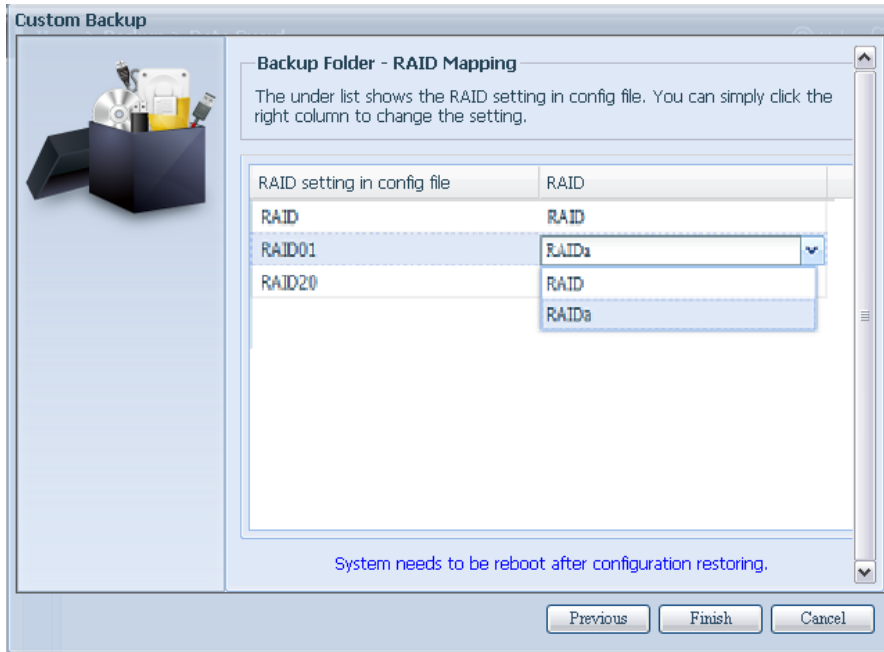 Custom Backup
Backup Folder - RAID Mapping
The under list shows the RAID setting in config file. You can simply click the
right column to change the setting.
RAID setting in config file RAID
RAID RAID
RAID01 RAIDa
RAID20 RAID
RAIDa
System needs to be reboot after configuration restoring.
Previous Finish Cancel